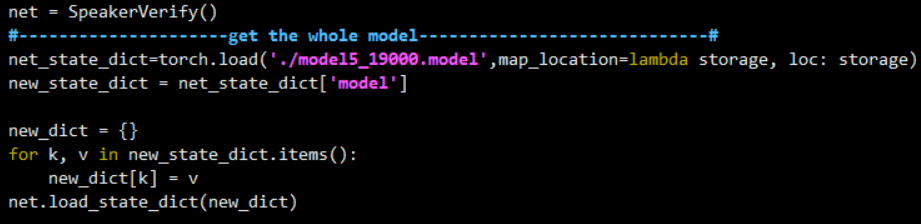 net = SpeakerVerify()
#---------------------get the whole model-----------------------------#
net_state_dict=torch.load('./model5_19000.model',map_location=lambda storage, loc: storage)
new_state_dict = net_state_dict['model']
new_dict = {}
for k, v in new_state_dict.items():
    new_dict[k] = v
net.load_state_dict(new_dict)